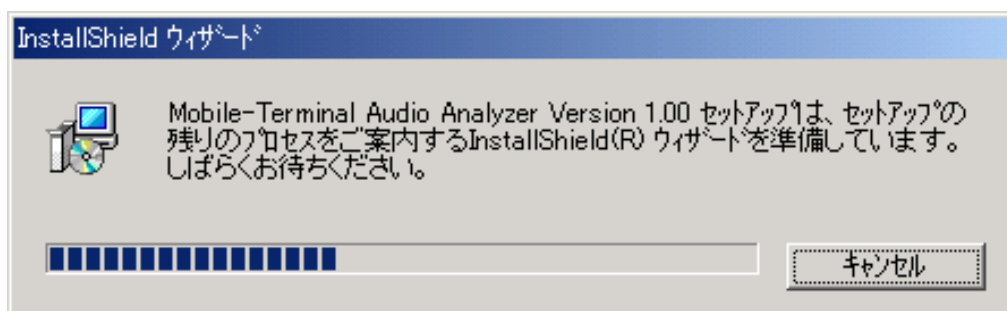 InstallShield ウィザード
Mobile-Terminal Audio Analyzer Version 1.00 セットアップは、セットアップの
残りのプロセスをご案内するInstallShield(R) ウィザードを準備しています。
しばらくお待ちください。
キャンセル